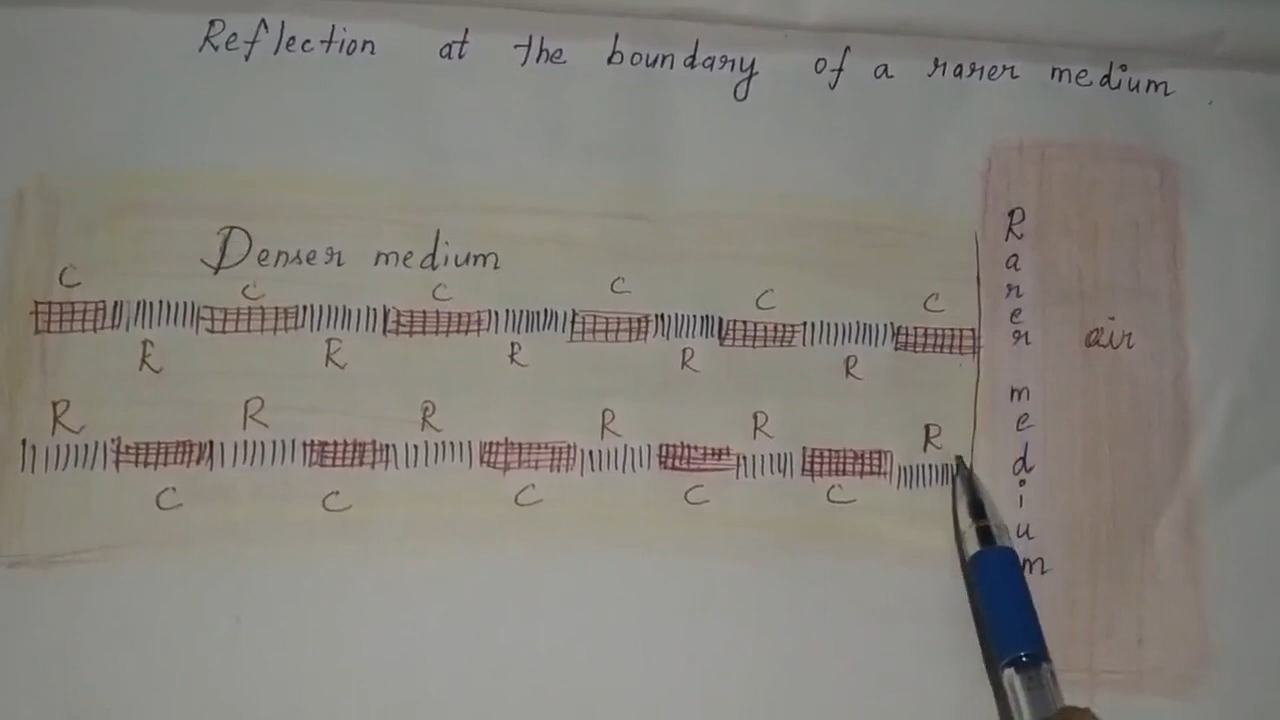 Reflection at the boundary of a rarer medium
Denser medium
C C C C C C
R R R R R
R R R R R R
C C C C C
Rarer medium
air